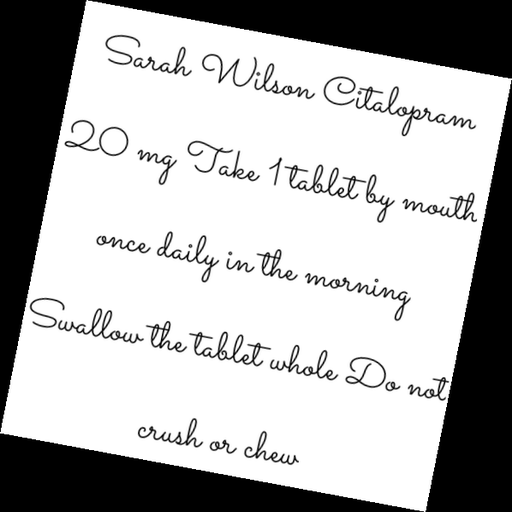 Sarah Wilson Citalopram
20 mg Take 1 tablet by mouth
once daily in the morning
Swallow the tablet whole Do not
crush or chew